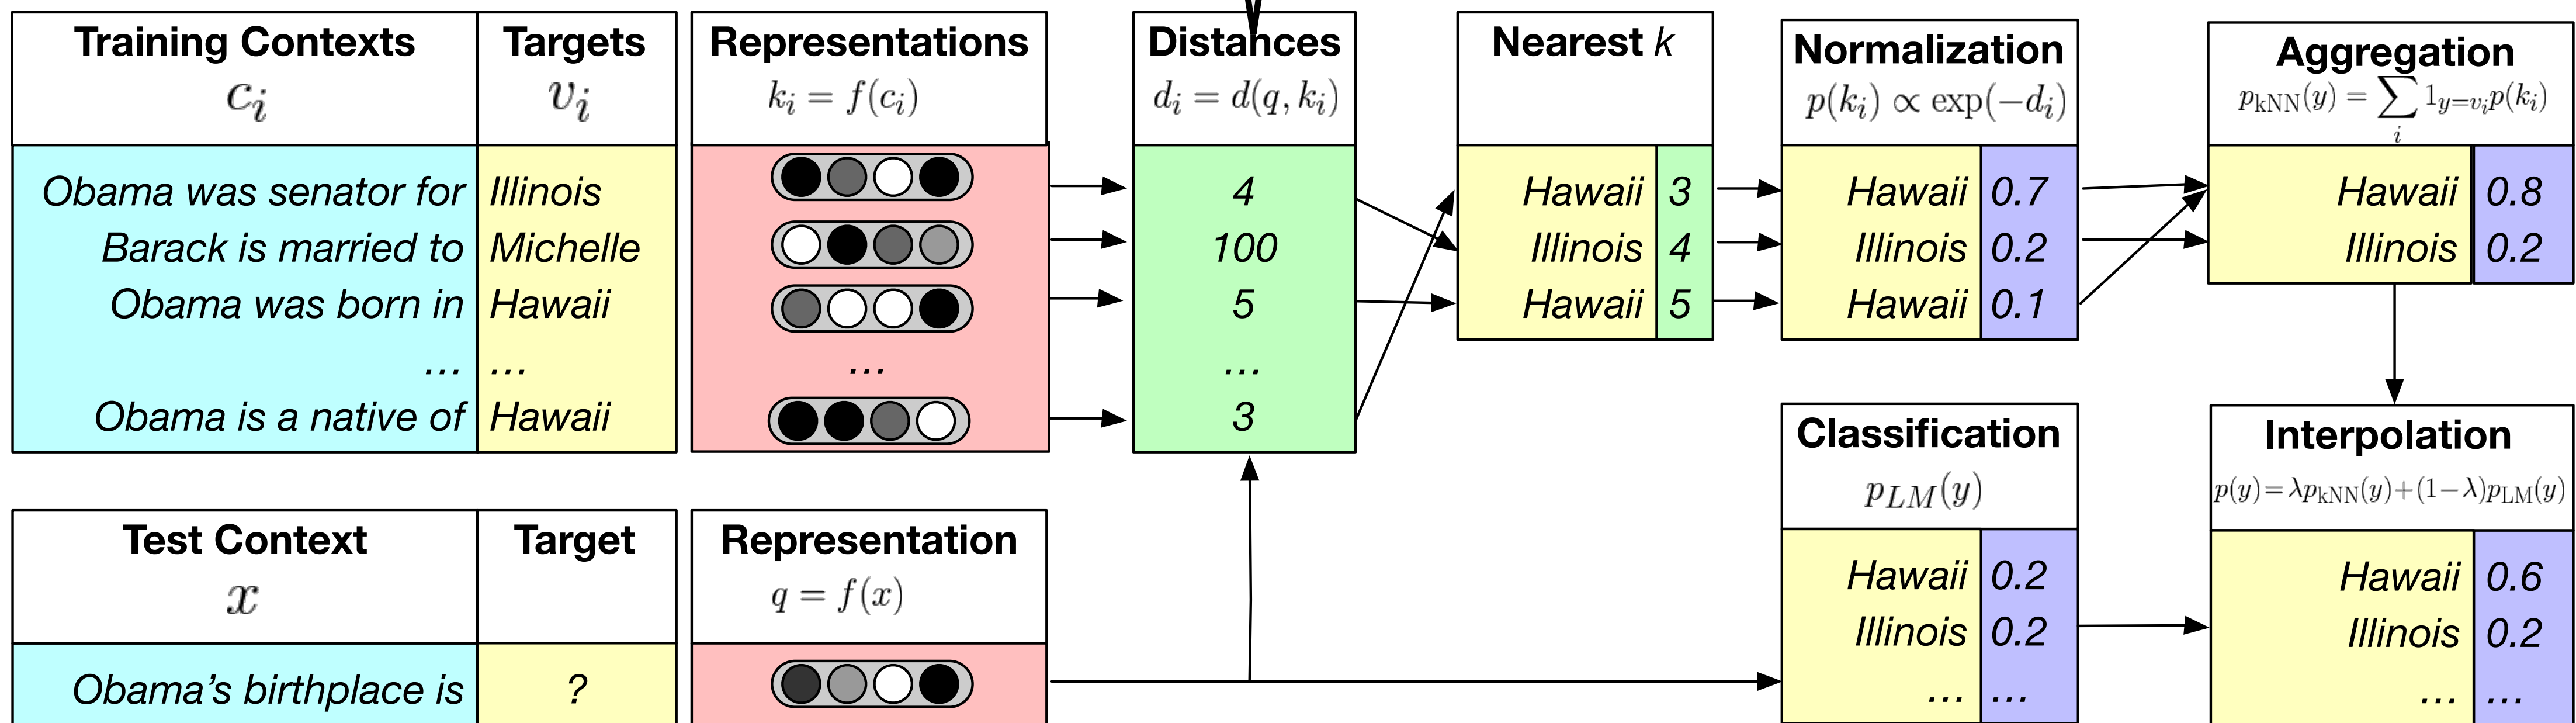 Training Contexts Targets
c_i v_i
Obama was senator for Illinois
Barack is married to Michelle
Obama was born in Hawaii
... ...
Obama is a native of Hawaii
Representations
k_i = f(c_i)
...
Distances
d_i = d(q, k_i)
4
100
5
...
3
Nearest k
Hawaii 3
Illinois 4
Hawaii 5
Normalization
p(k_i) ∝ exp(−d_i)
Hawaii 0.7
Illinois 0.2
Hawaii 0.1
Aggregation
p_kNN(y) = ∑_i 1_{y=v_i} p(k_i)
Hawaii 0.8
Illinois 0.2
Test Context Target
x
Obama’s birthplace is ?
Representation
q = f(x)
Classification
p_LM(y)
Hawaii 0.2
Illinois 0.2
... ...
Interpolation
p(y) = λp_kNN(y) + (1−λ)p_LM(y)
Hawaii 0.6
Illinois 0.2
... ...